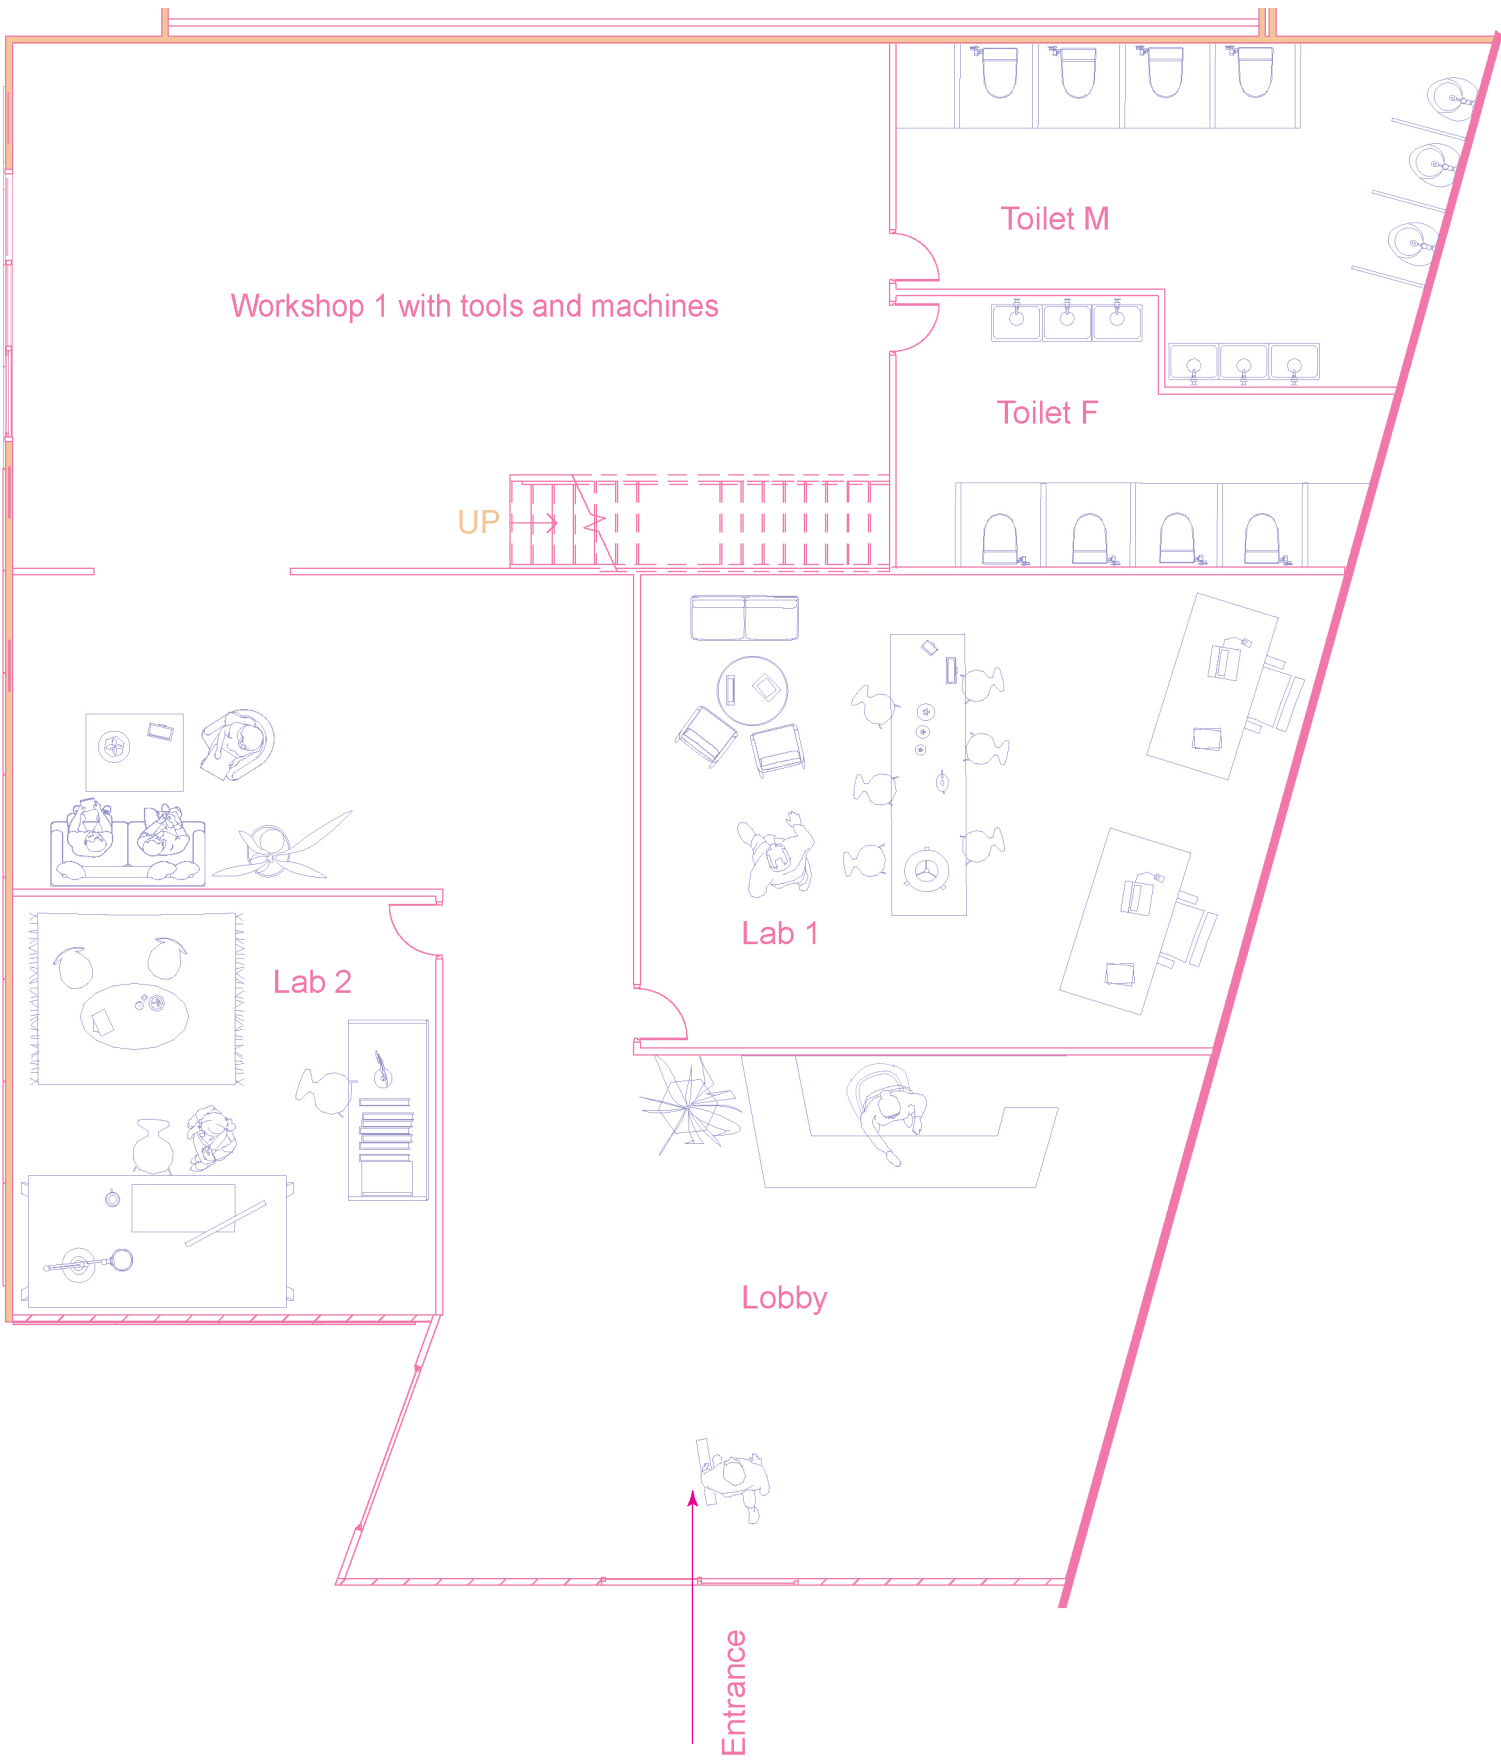 Toilet M
Workshop 1 with tools and machines
Toilet F
UP
Lab 1
Lab 2
Lobby
Entrance